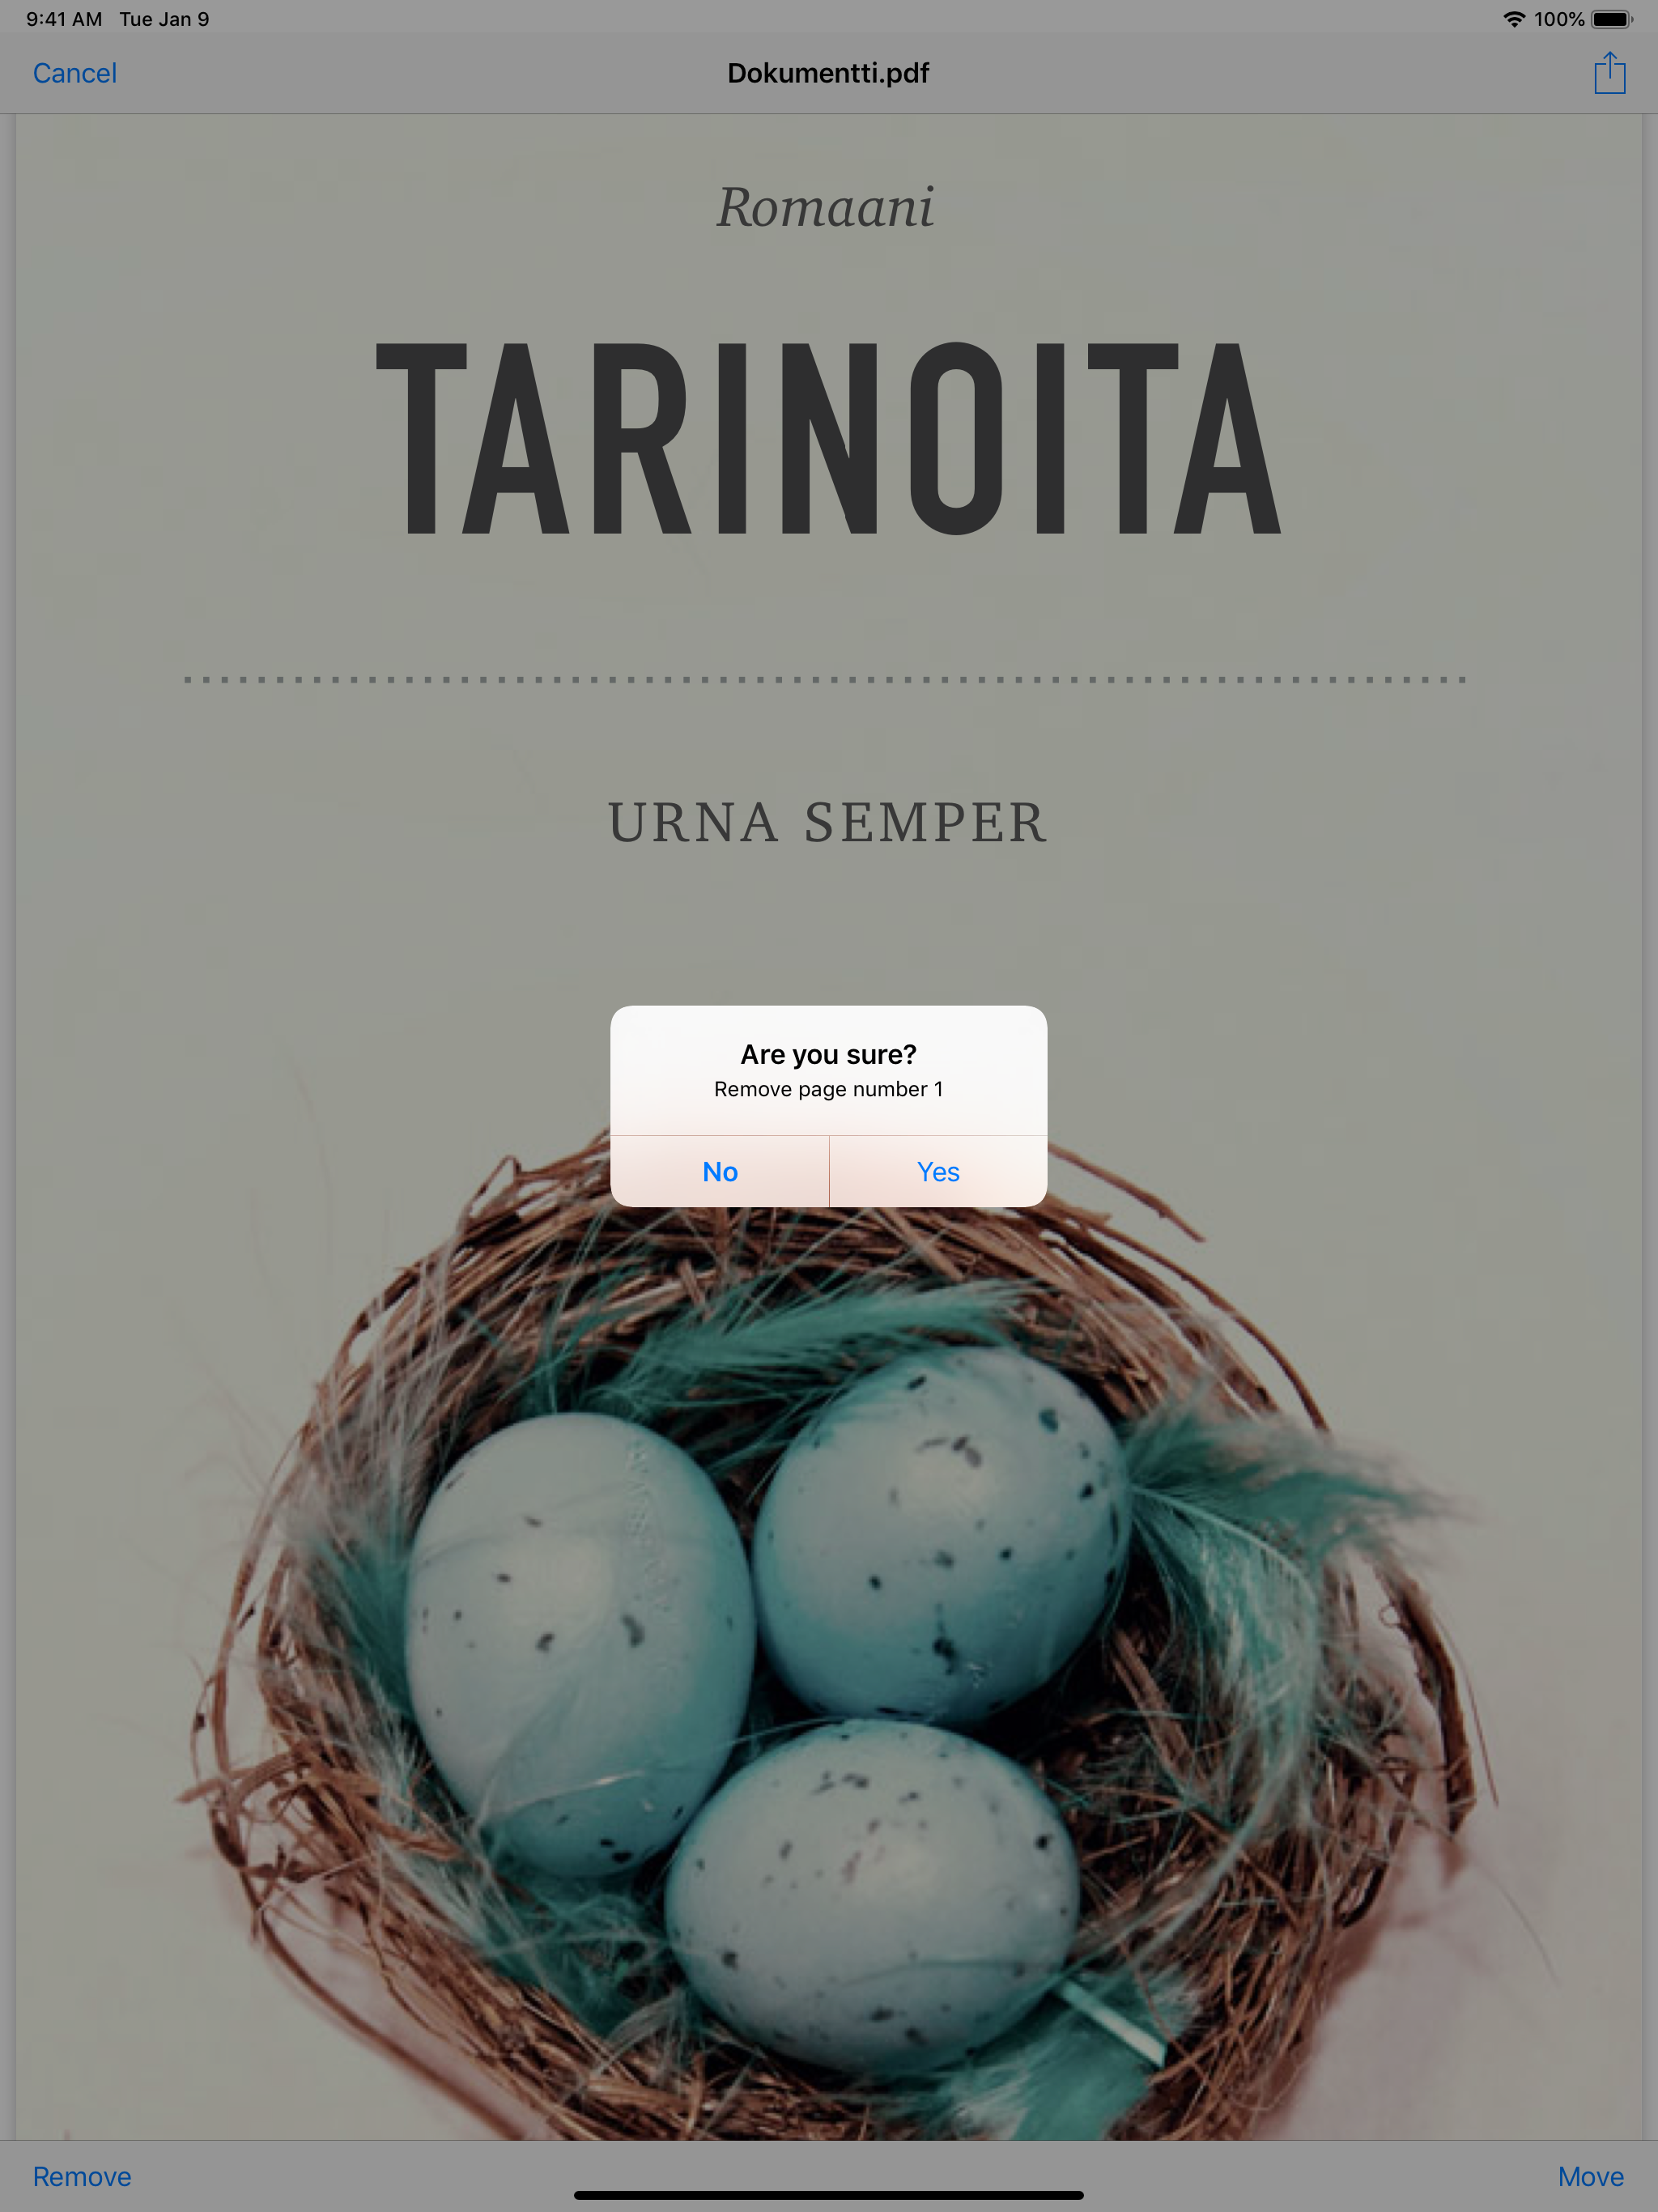 9:41 AM Tue Jan 9 100%
Cancel Dokumentti.pdf
Romaani
TARINOITA
URNA SEMPER
Are you sure?
Remove page number 1
No Yes
Remove Move